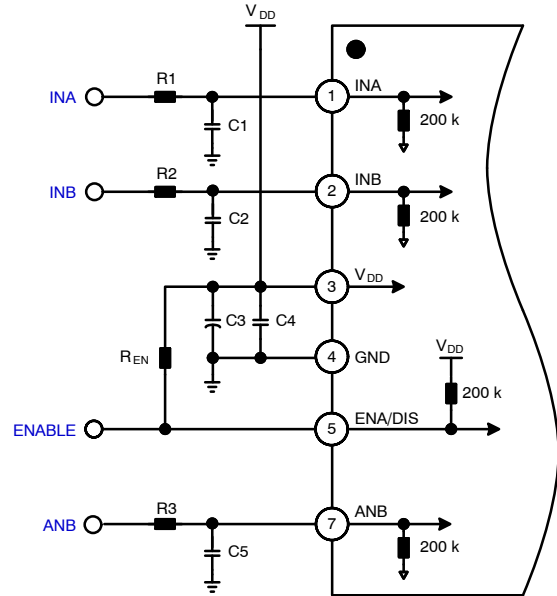 VDD
R1
INA
1
INA
C1
200 k
R2
INB
2
INB
C2
200 k
3
VDD
C3
C4
REN
4
GND
VDD
200 k
ENABLE
5
ENA/DIS
R3
ANB
7
ANB
C5
200 k